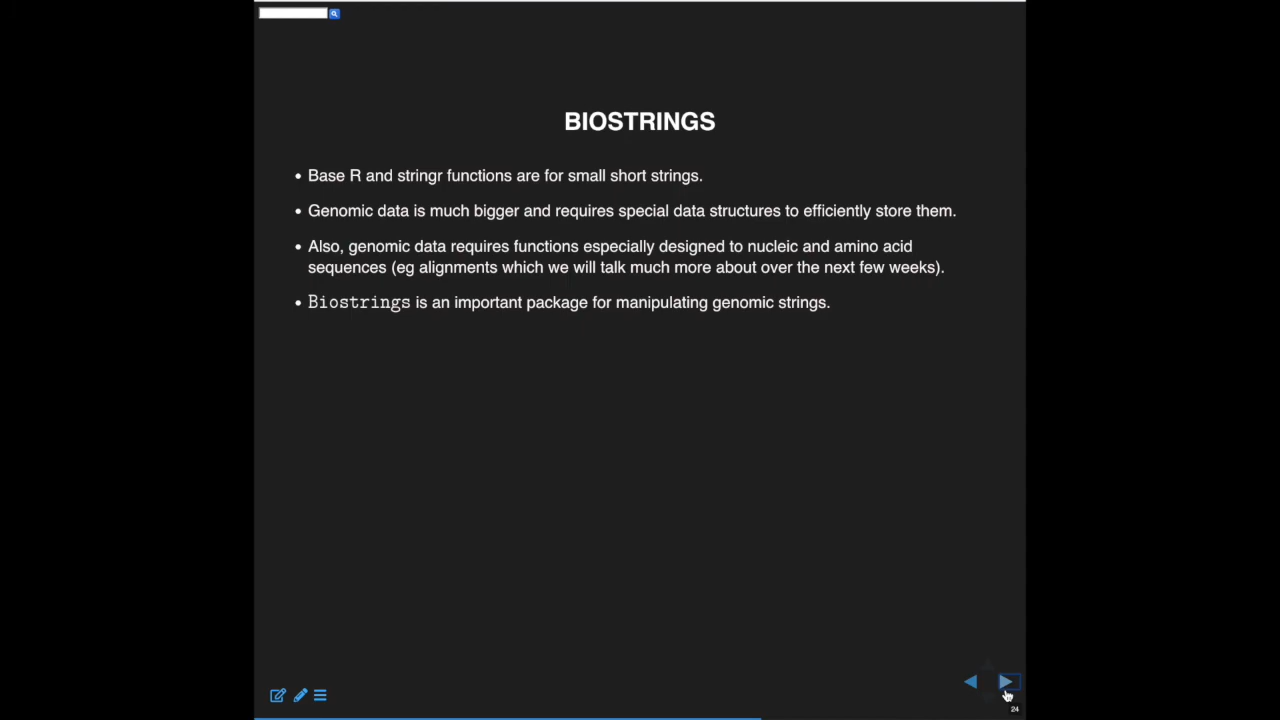 BIOSTRINGS
• Base R and stringr functions are for small short strings.
• Genomic data is much bigger and requires special data structures to efficiently store them.
• Also, genomic data requires functions especially designed to nucleic and amino acid
sequences (eg alignments which we will talk much more about over the next few weeks).
• Biostrings is an important package for manipulating genomic strings.
24